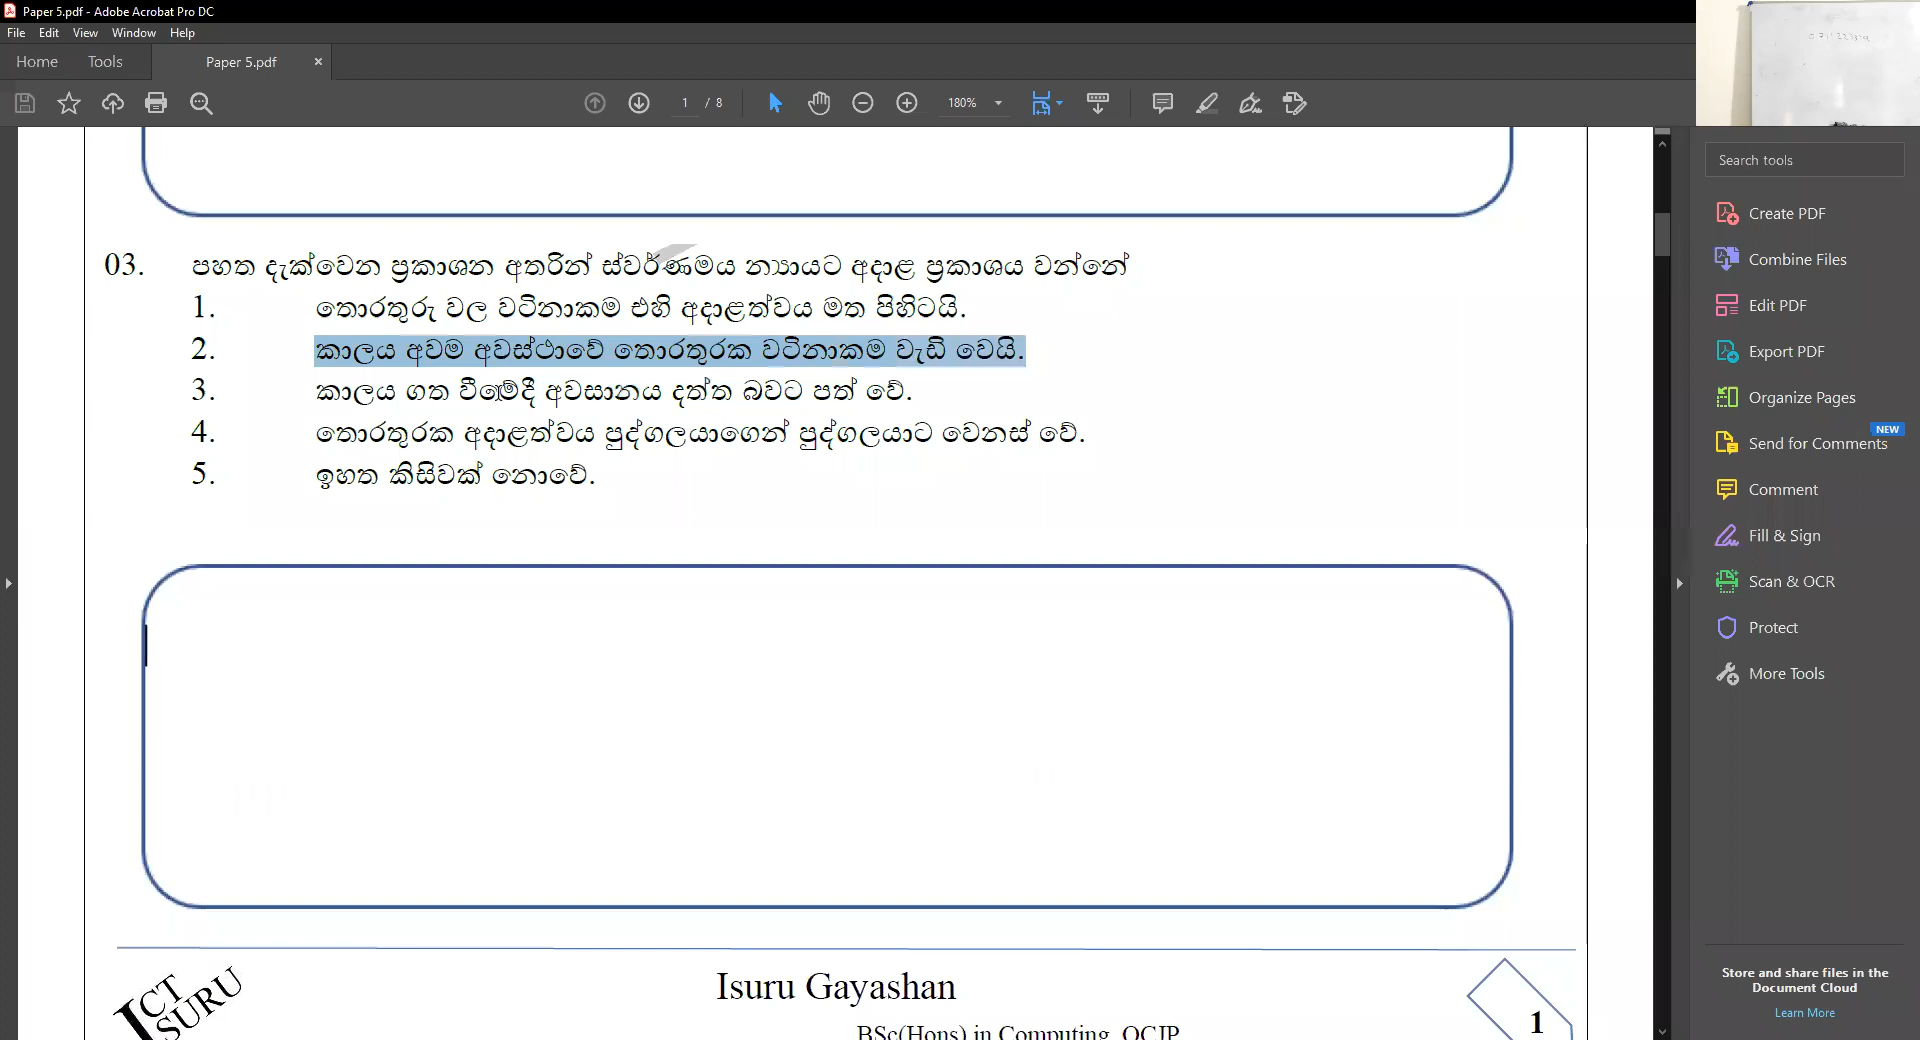 Paper 5.pdf - Adobe Acrobat Pro DC
File Edit View Window Help
Home Tools Paper 5.pdf ×
1 / 8 180%
Search tools
Create PDF
Combine Files
Edit PDF
Export PDF
Organize Pages
NEW
Send for Comments
Comment
Fill & Sign
Scan & OCR
Protect
More Tools
Store and share files in the
Document Cloud
Learn More
03. පහත දැක්වෙන ප්‍රකාශන අතරින් ස්වර්ණමය න්‍යායට අදාළ ප්‍රකාශය වන්නේ
1. තොරතුරු වල වටිනාකම එහි අදාළත්වය මත පිහිටයි.
2. කාලය අවම අවස්ථාවේ තොරතුරක වටිනාකම වැඩි වෙයි.
3. කාලය ගත වීමේදී අවසානය දත්ත බවට පත් වේ.
4. තොරතුරක අදාළත්වය පුද්ගලයාගෙන් පුද්ගලයාට වෙනස් වේ.
5. ඉහත කිසිවක් නොවේ.
ICT
ISURU
Isuru Gayashan
BSc(Hons) in Computing, OCJP
1